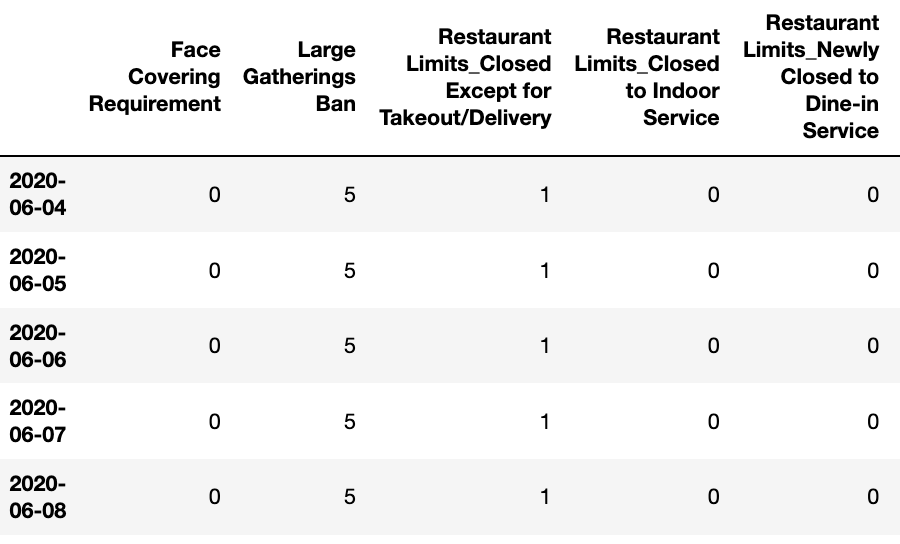 Face Covering Requirement Large Gatherings Ban Restaurant Limits_Closed Except for Takeout/Delivery Restaurant Limits_Closed to Indoor Service Restaurant Limits_Newly Closed to Dine-in Service
2020-06-04 0 5 1 0 0
2020-06-05 0 5 1 0 0
2020-06-06 0 5 1 0 0
2020-06-07 0 5 1 0 0
2020-06-08 0 5 1 0 0